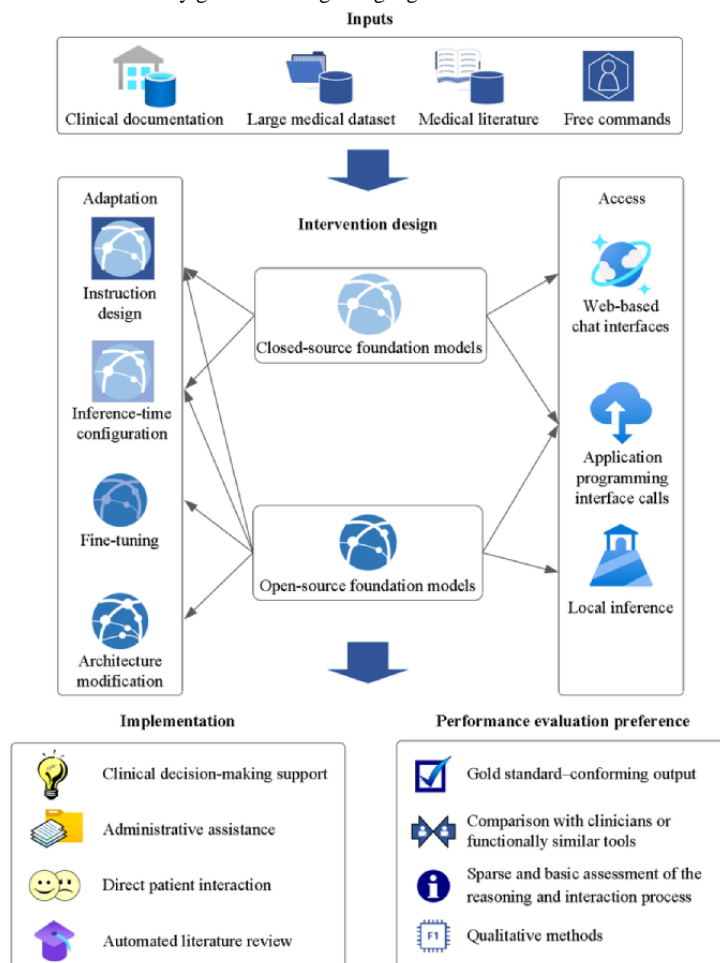 Inputs
Clinical documentation
Large medical dataset
Medical literature
Free commands
Adaptation
Instruction
design
Inference-time
configuration
Fine-tuning
Architecture
modification
Intervention design
Closed-source foundation models
Open-source foundation models
Access
Web-based
chat interfaces
Application
programming
interface calls
Local inference
Implementation
Clinical decision-making support
Administrative assistance
Direct patient interaction
Automated literature review
Performance evaluation preference
Gold standard–conforming output
Comparison with clinicians or
functionally similar tools
Sparse and basic assessment of the
reasoning and interaction process
F1
Qualitative methods